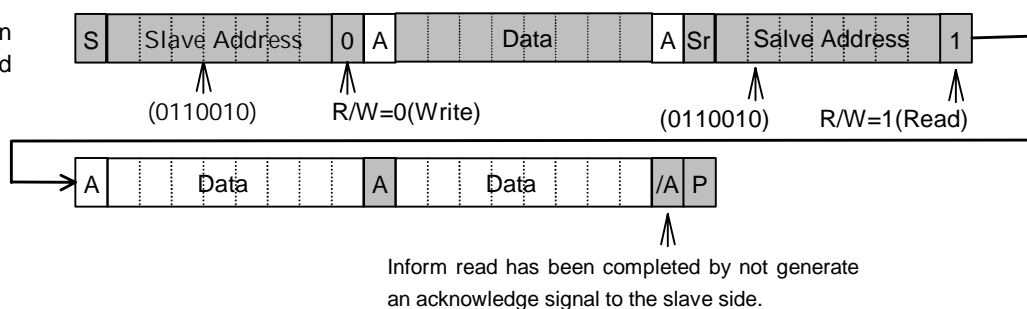 n
d
S Slave Address 0 A Data A Sr Salve Address 1
(0110010) R/W=0(Write) (0110010) R/W=1(Read)
A Data A Data /A P
Inform read has been completed by not generate
an acknowledge signal to the slave side.